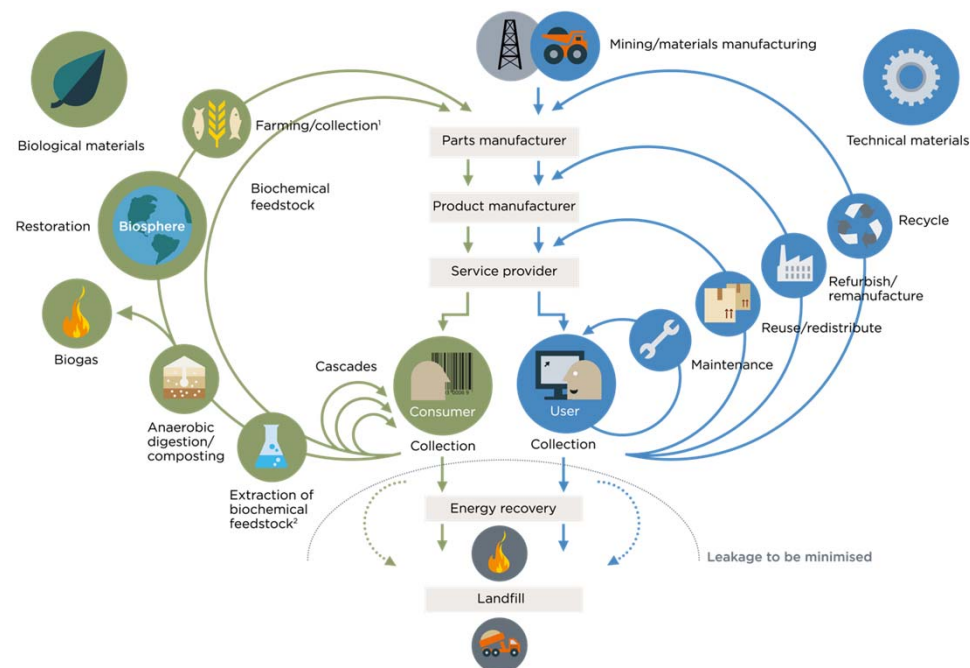 Mining/materials manufacturing
Biological materials
Technical materials
Farming/collection¹
Parts manufacturer
Biochemical
feedstock
Product manufacturer
Restoration
Biosphere
Recycle
Service provider
Refurbish/
remanufacture
Reuse/redistribute
Biogas
Cascades
Maintenance
Consumer
User
Anaerobic
digestion/
composting
Collection
Collection
Extraction of
biochemical
feedstock²
Energy recovery
Leakage to be minimised
Landfill